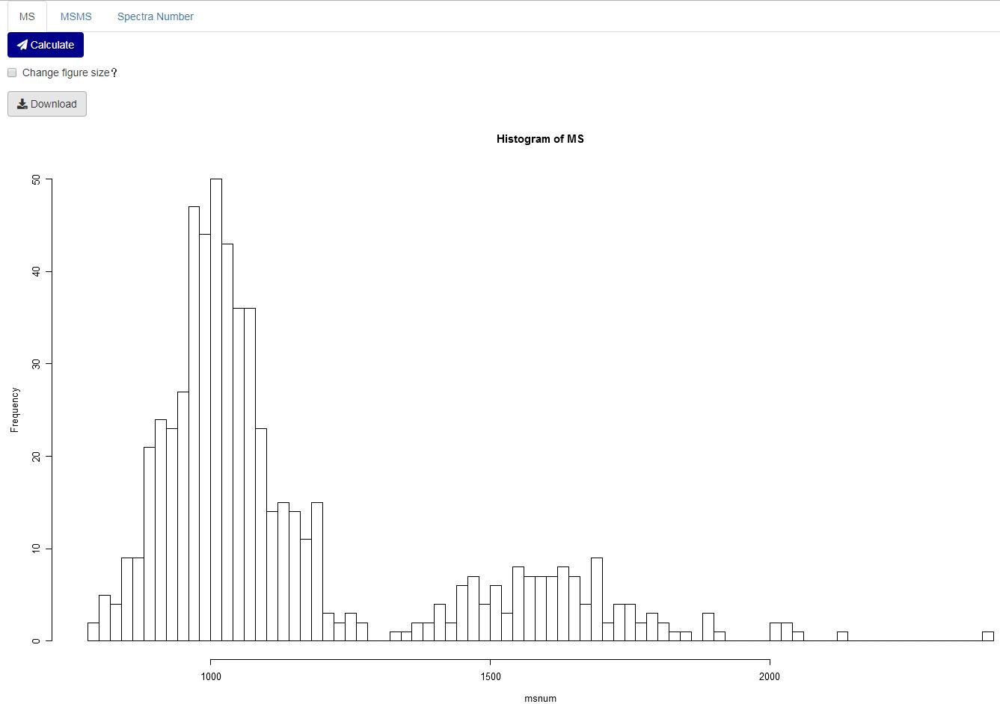 MS MSMS Spectra Number
Calculate
Change figure size?
Download
Histogram of MS
50
40
30
20
10
0
Frequency
1000 1500 2000
msnum